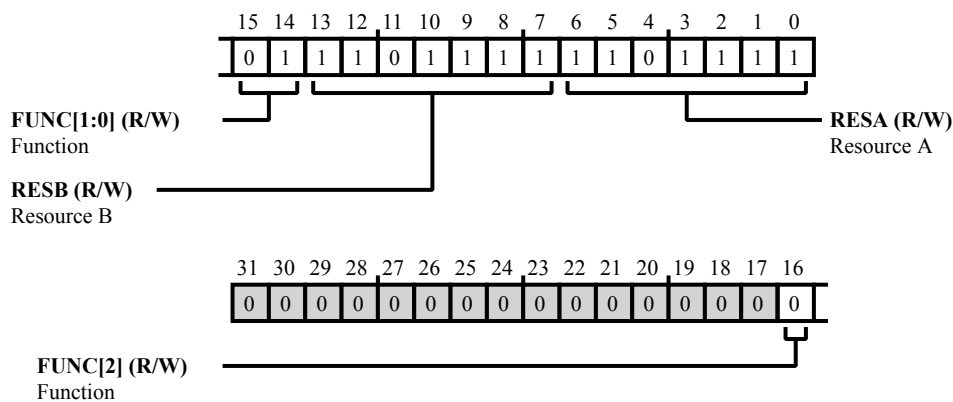 15 14 13 12 11 10 9 8 7 6 5 4 3 2 1 0
0 1 1 1 0 1 1 1 1 1 1 0 1 1 1 1
FUNC[1:0] (R/W)
Function
RESA (R/W)
Resource A
RESB (R/W)
Resource B
31 30 29 28 27 26 25 24 23 22 21 20 19 18 17 16
0 0 0 0 0 0 0 0 0 0 0 0 0 0 0 0
FUNC[2] (R/W)
Function